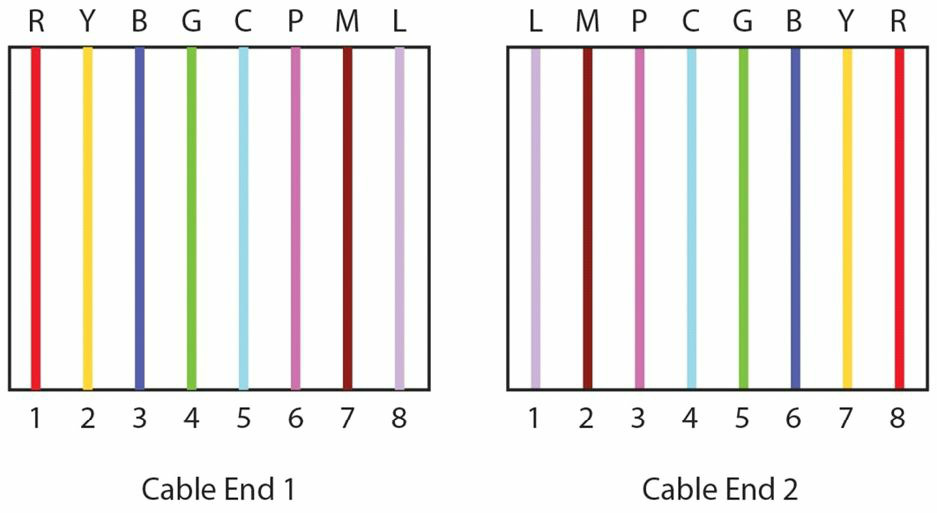 R Y B G C P M L
L M P C G B Y R
1 2 3 4 5 6 7 8
1 2 3 4 5 6 7 8
Cable End 1
Cable End 2